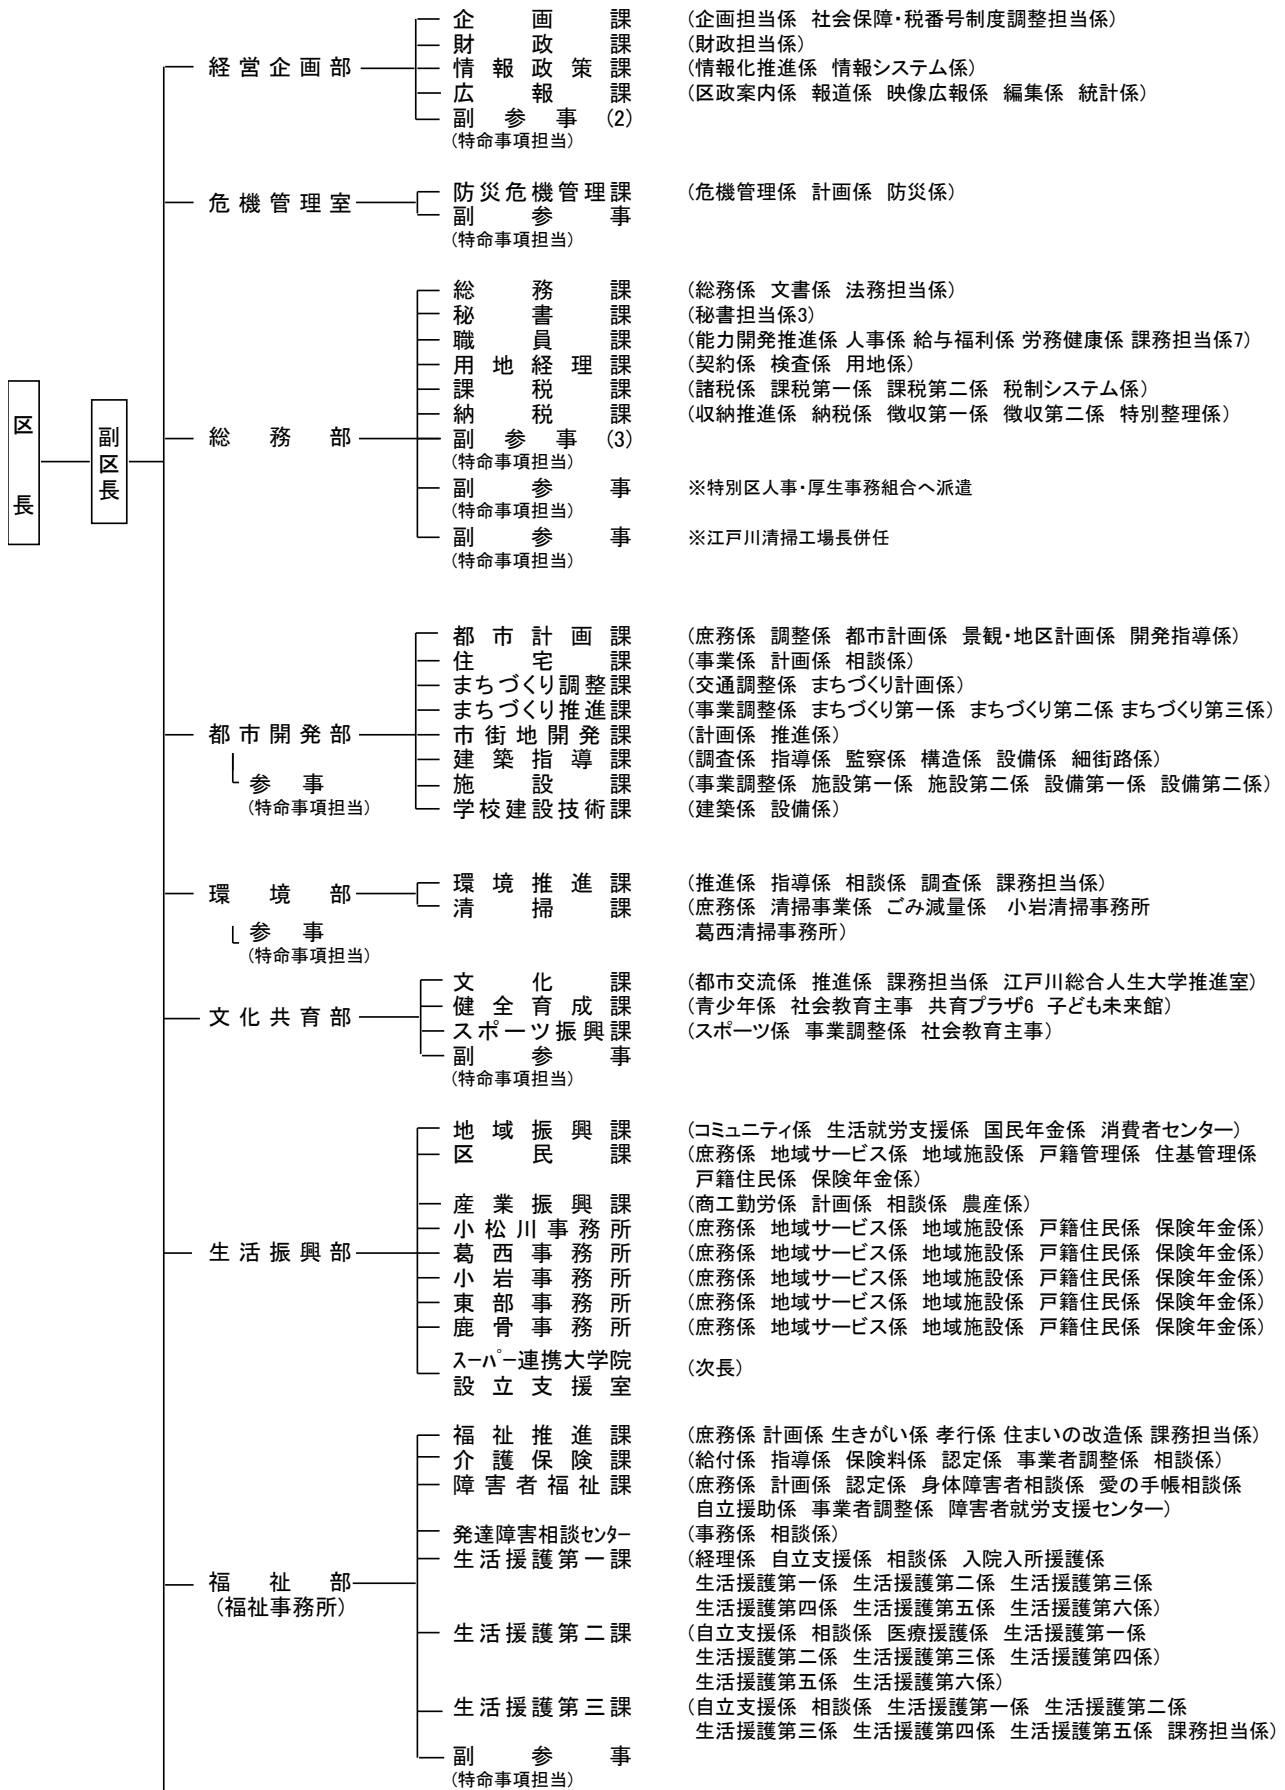 区長
副区長
経営企画部
企画課 (企画担当係 社会保障・税番号制度調整担当係)
財政課 (財政担当係)
情報政策課 (情報化推進係 情報システム係)
広報課 (区政案内係 報道係 映像広報係 編集係 統計係)
副参事(2)
(特命事項担当)
危機管理室
防災危機管理課 (危機管理係 計画係 防災係)
副参事
(特命事項担当)
総務部
総務課 (総務係 文書係 法務担当係)
秘書課 (秘書担当係3)
職員課 (能力開発推進係 人事係 給与福利係 労務健康係 課務担当係7)
用地経理課 (契約係 検査係 用地係)
課税課 (諸税係 課税第一係 課税第二係 税制システム係)
納税課 (収納推進係 納税係 徴収第一係 徴収第二係 特別整理係)
副参事(3)
(特命事項担当)
副参事 ※特別区人事・厚生事務組合へ派遣
(特命事項担当)
副参事 ※江戸川清掃工場長併任
(特命事項担当)
都市開発部
参事
(特命事項担当)
都市計画課 (庶務係 調整係 都市計画係 景観・地区計画係 開発指導係)
住宅課 (事業係 計画係 相談係)
まちづくり調整課 (交通調整係 まちづくり計画係)
まちづくり推進課 (事業調整係 まちづくり第一係 まちづくり第二係 まちづくり第三係)
市街地開発課 (計画係 推進係)
建築指導課 (調査係 指導係 監察係 構造係 設備係 細街路係)
施設課 (事業調整係 施設第一係 施設第二係 設備第一係 設備第二係)
学校建設技術課 (建築係 設備係)
環境部
参事
(特命事項担当)
環境推進課 (推進係 指導係 相談係 調査係 課務担当係)
清掃課 (庶務係 清掃事業係 ごみ減量係 小岩清掃事務所
葛西清掃事務所)
文化共育部
文化課 (都市交流係 推進係 課務担当係 江戸川総合人生大学推進室)
健全育成課 (青少年係 社会教育主事 共育プラザ6 子ども未来館)
スポーツ振興課 (スポーツ係 事業調整係 社会教育主事)
副参事
(特命事項担当)
生活振興部
地域振興課 (コミュニティ係 生活就労支援係 国民年金係 消費者センター)
区民課 (庶務係 地域サービス係 地域施設係 戸籍管理係 住基管理係
戸籍住民係 保険年金係)
産業振興課 (商工勤労係 計画係 相談係 農産係)
小松川事務所 (庶務係 地域サービス係 地域施設係 戸籍住民係 保険年金係)
葛西事務所 (庶務係 地域サービス係 地域施設係 戸籍住民係 保険年金係)
小岩事務所 (庶務係 地域サービス係 地域施設係 戸籍住民係 保険年金係)
東部事務所 (庶務係 地域サービス係 地域施設係 戸籍住民係 保険年金係)
鹿骨事務所 (庶務係 地域サービス係 地域施設係 戸籍住民係 保険年金係)
スーパー連携大学院
設立支援室 (次長)
福祉部
(福祉事務所)
福祉推進課 (庶務係 計画係 生きがい係 孝行係 住まいの改造係 課務担当係)
介護保険課 (給付係 指導係 保険料係 認定係 事業者調整係 相談係)
障害者福祉課 (庶務係 計画係 認定係 身体障害者相談係 愛の手帳相談係
自立援助係 事業者調整係 障害者就労支援センター)
発達障害相談センター (事務係 相談係)
生活援護第一課 (経理係 自立支援係 相談係 入院入所援護係
生活援護第一係 生活援護第二係 生活援護第三係
生活援護第四係 生活援護第五係 生活援護第六係)
生活援護第二課 (自立支援係 相談係 医療援護係 生活援護第一係
生活援護第二係 生活援護第三係 生活援護第四係)
生活援護第五係 生活援護第六係)
生活援護第三課 (自立支援係 相談係 生活援護第一係 生活援護第二係
生活援護第三係 生活援護第四係 生活援護第五係 課務担当係)
副参事
(特命事項担当)